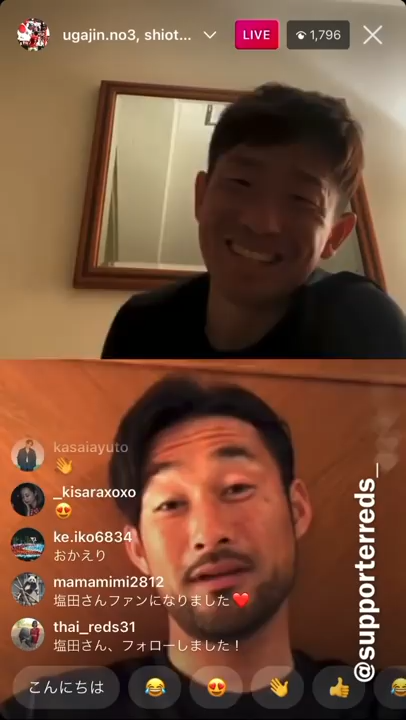 ugajin.no3, shiot...
LIVE
1,796
kasaiayuto
👋
_kisaraxoxo
😍
ke.iko6834
おかえり
mamamimi2812
塩田さんファンになりました❤️
thai_reds31
塩田さん、フォローしました！
@supporterreds_
こんにちは 😂 😍 👋 👍 😂